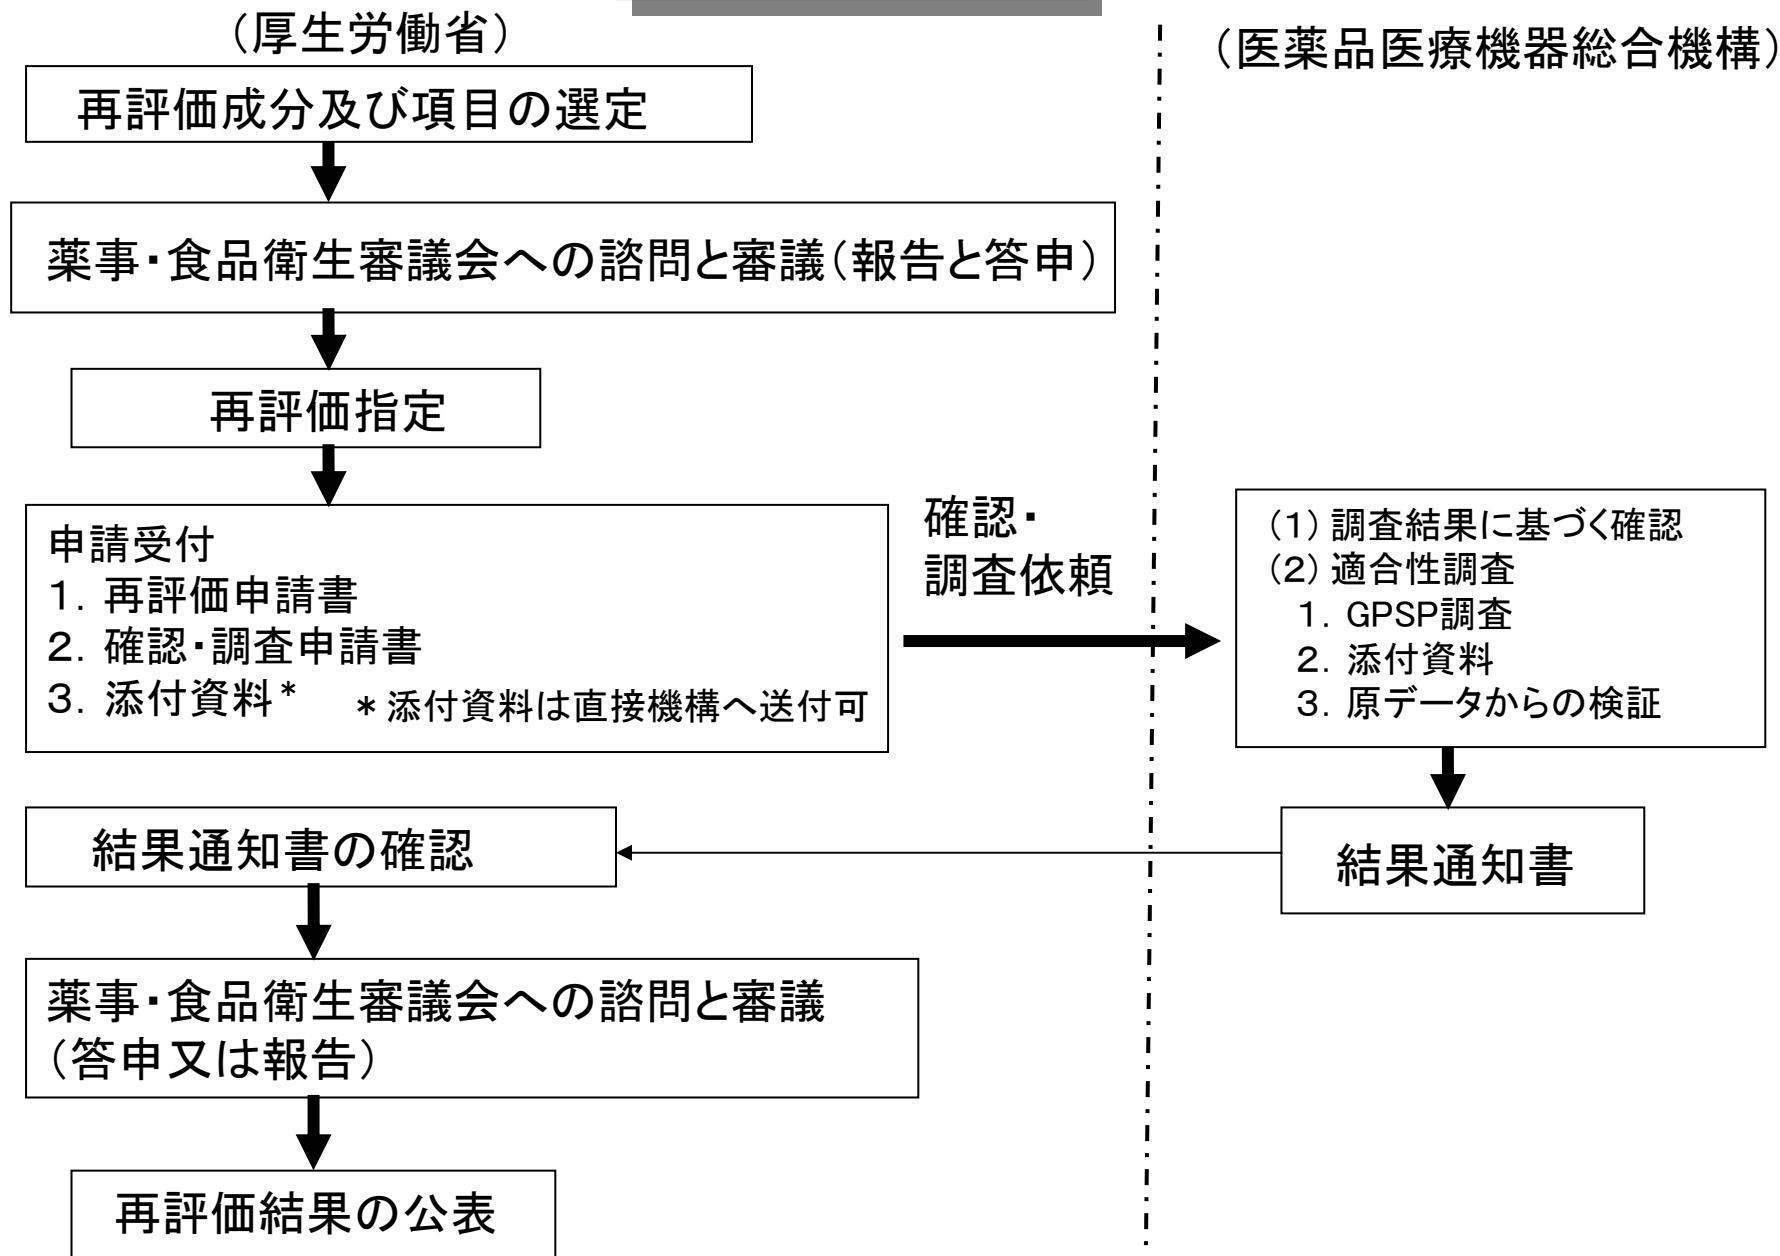 （厚生労働省）
（医薬品医療機器総合機構）
再評価成分及び項目の選定
薬事・食品衛生審議会への諮問と審議（報告と答申）
再評価指定
申請受付
１．再評価申請書
２．確認・調査申請書
３．添付資料* *添付資料は直接機構へ送付可
確認・
調査依頼
（１）調査結果に基づく確認
（２）適合性調査
１．GPSP調査
２．添付資料
３．原データからの検証
結果通知書
結果通知書の確認
薬事・食品衛生審議会への諮問と審議
（答申又は報告）
再評価結果の公表